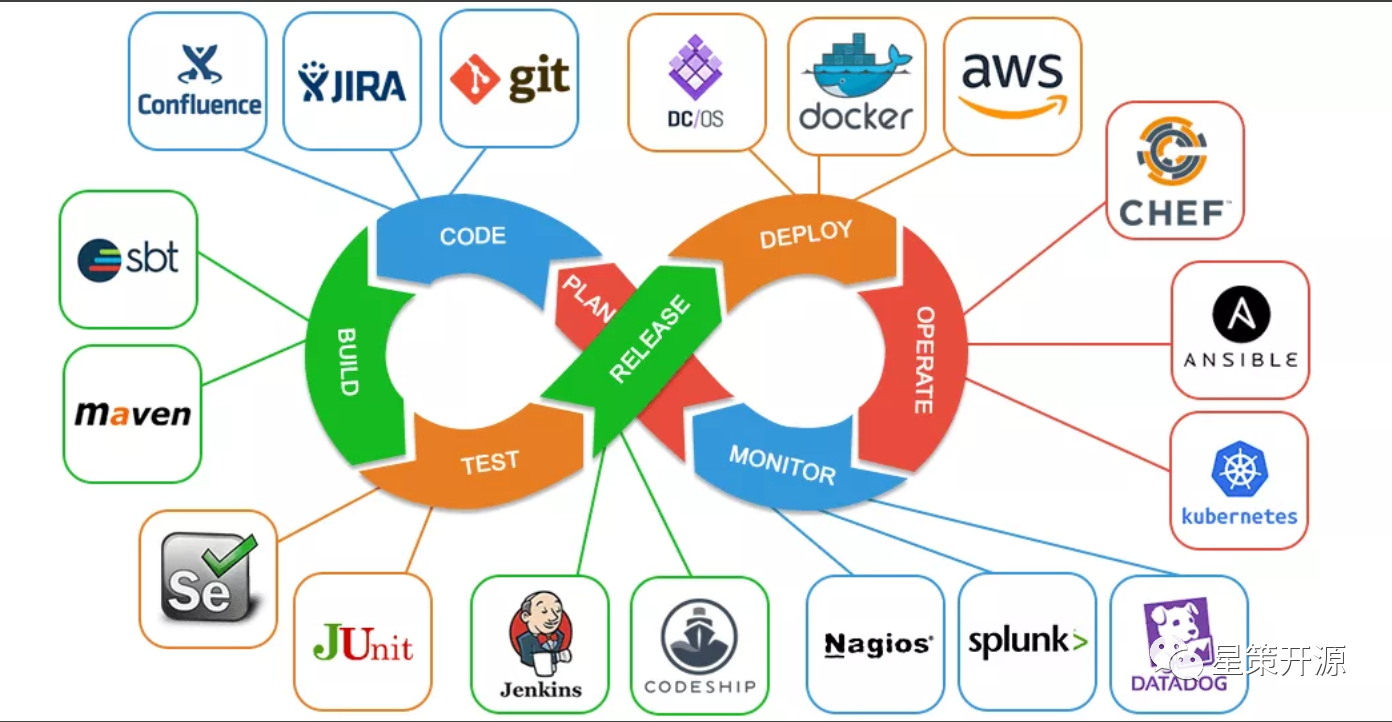 Confluence
JIRA
git
DC/OS
docker
aws
CHEF™
sbt
CODE
DEPLOY
PLAN
RELEASE
BUILD
OPERATE
ANSIBLE
maven
TEST
MONITOR
kubernetes
Se
JUnit
Jenkins
CODESHIP
Nagios®
splunk>
DATADOG
星策开源